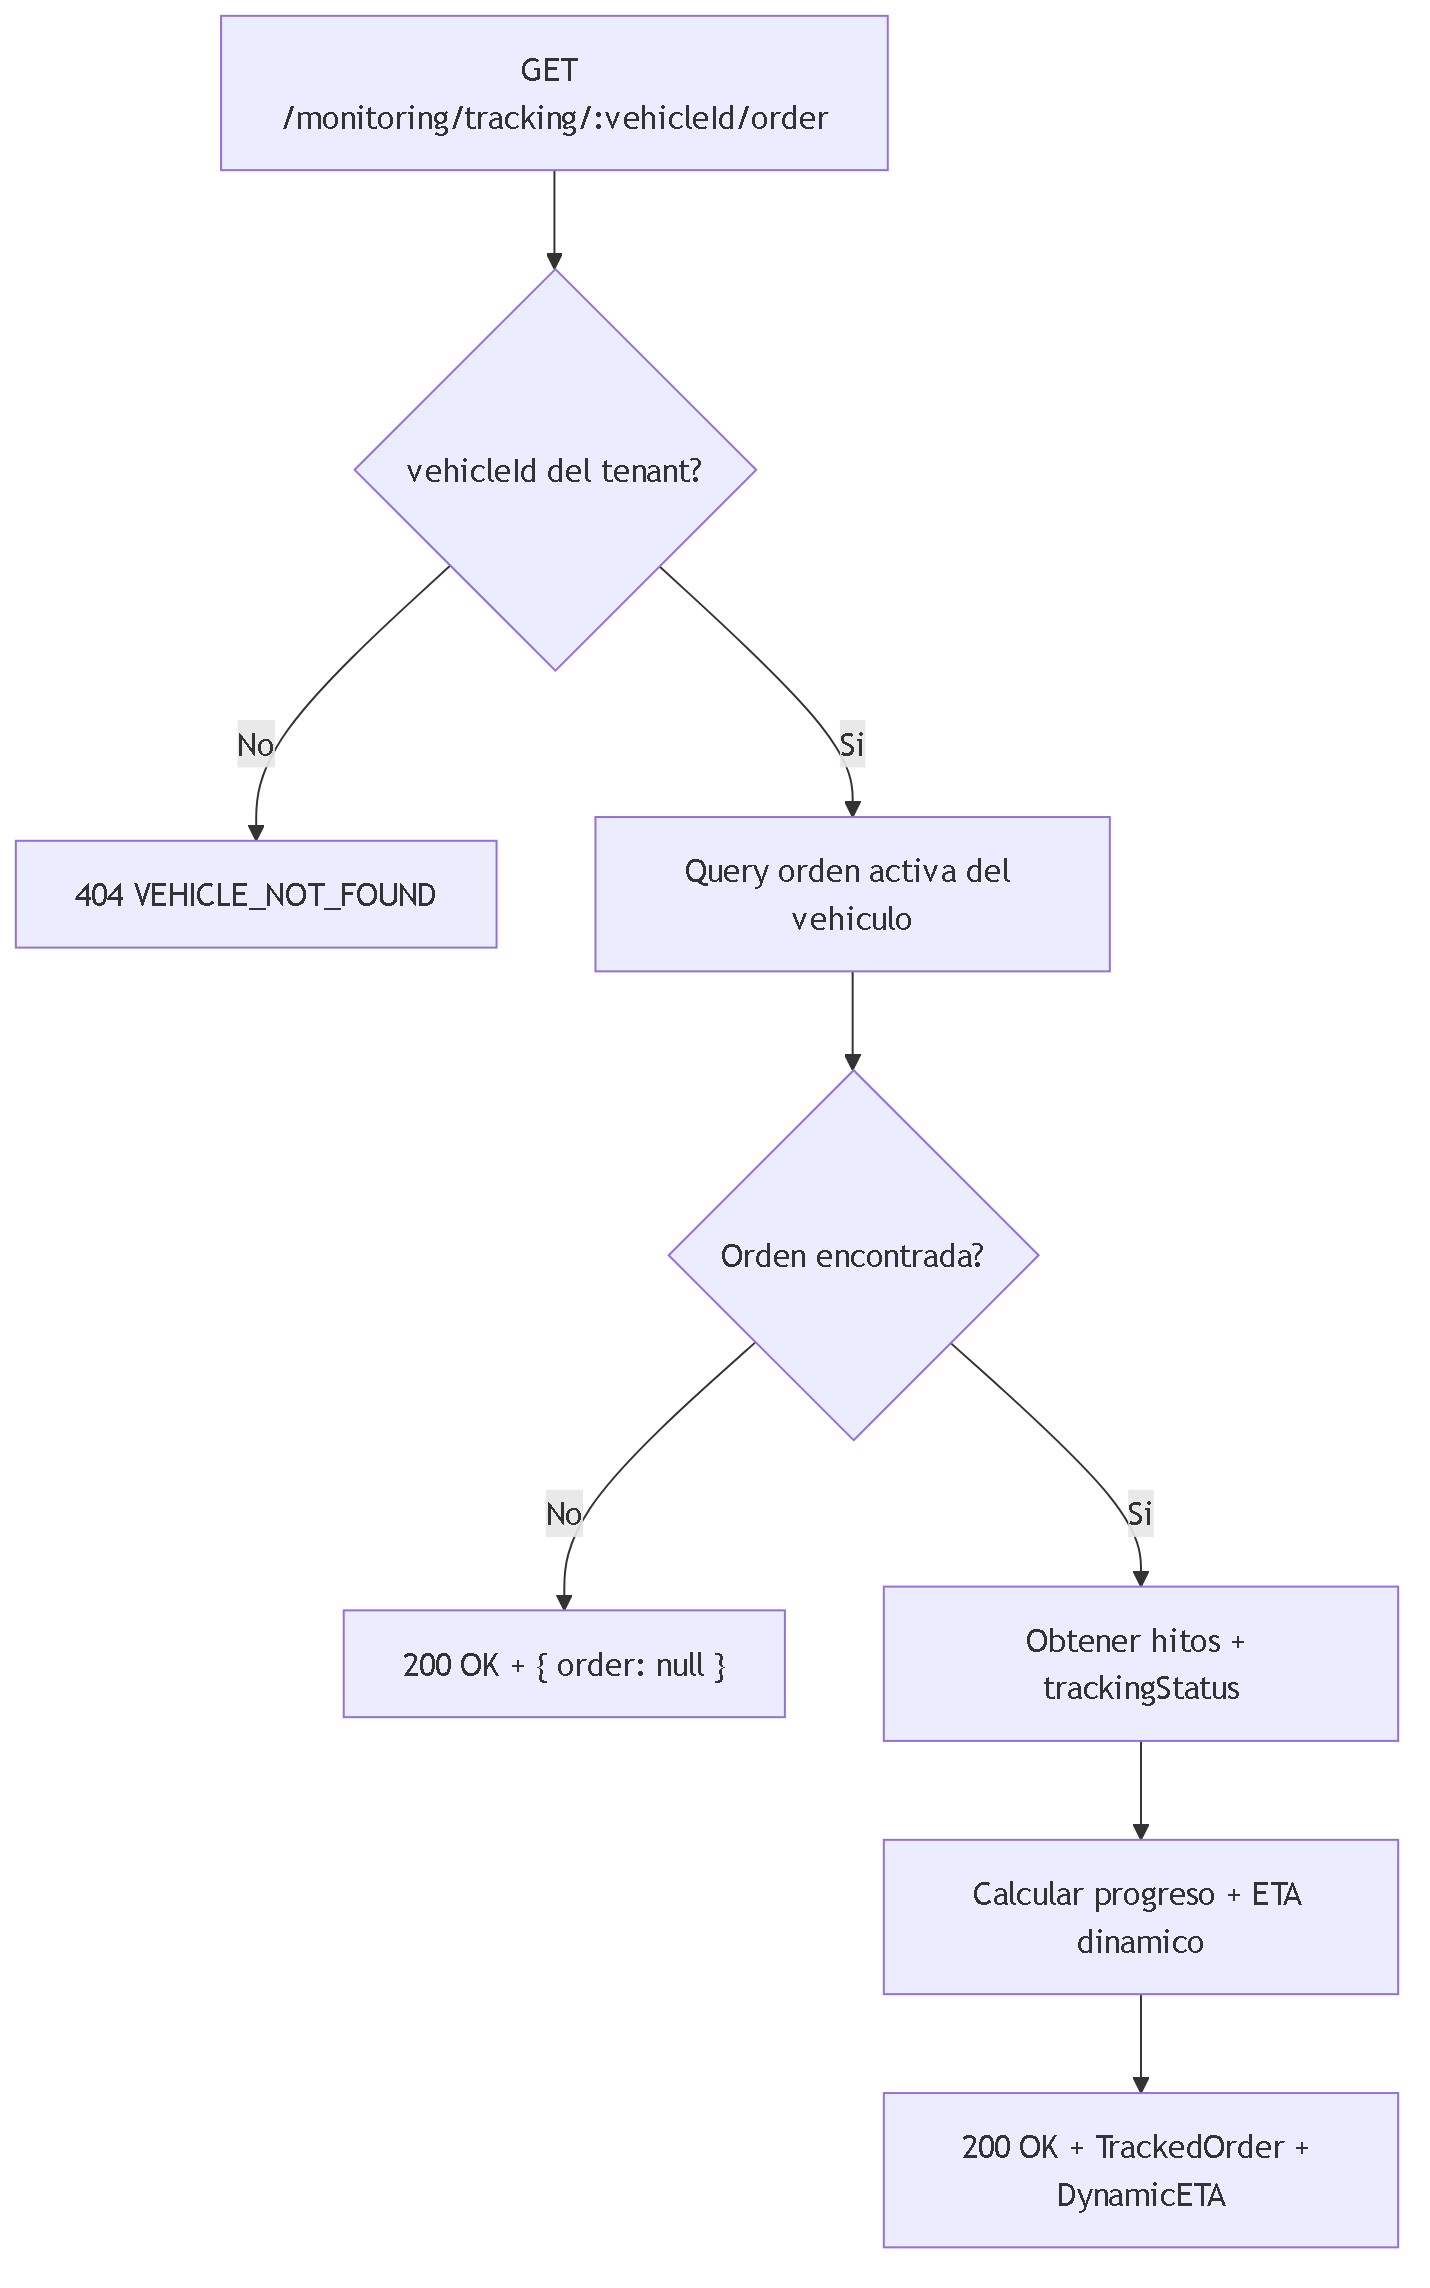 GET
/monitoring/tracking/:vehicleId/order
vehicleId del tenant?
No
Si
404 VEHICLE_NOT_FOUND
Query orden activa del
vehiculo
Orden encontrada?
No
Si
200 OK + { order: null }
Obtener hitos +
trackingStatus
Calcular progreso + ETA
dinamico
200 OK + TrackedOrder +
DynamicETA